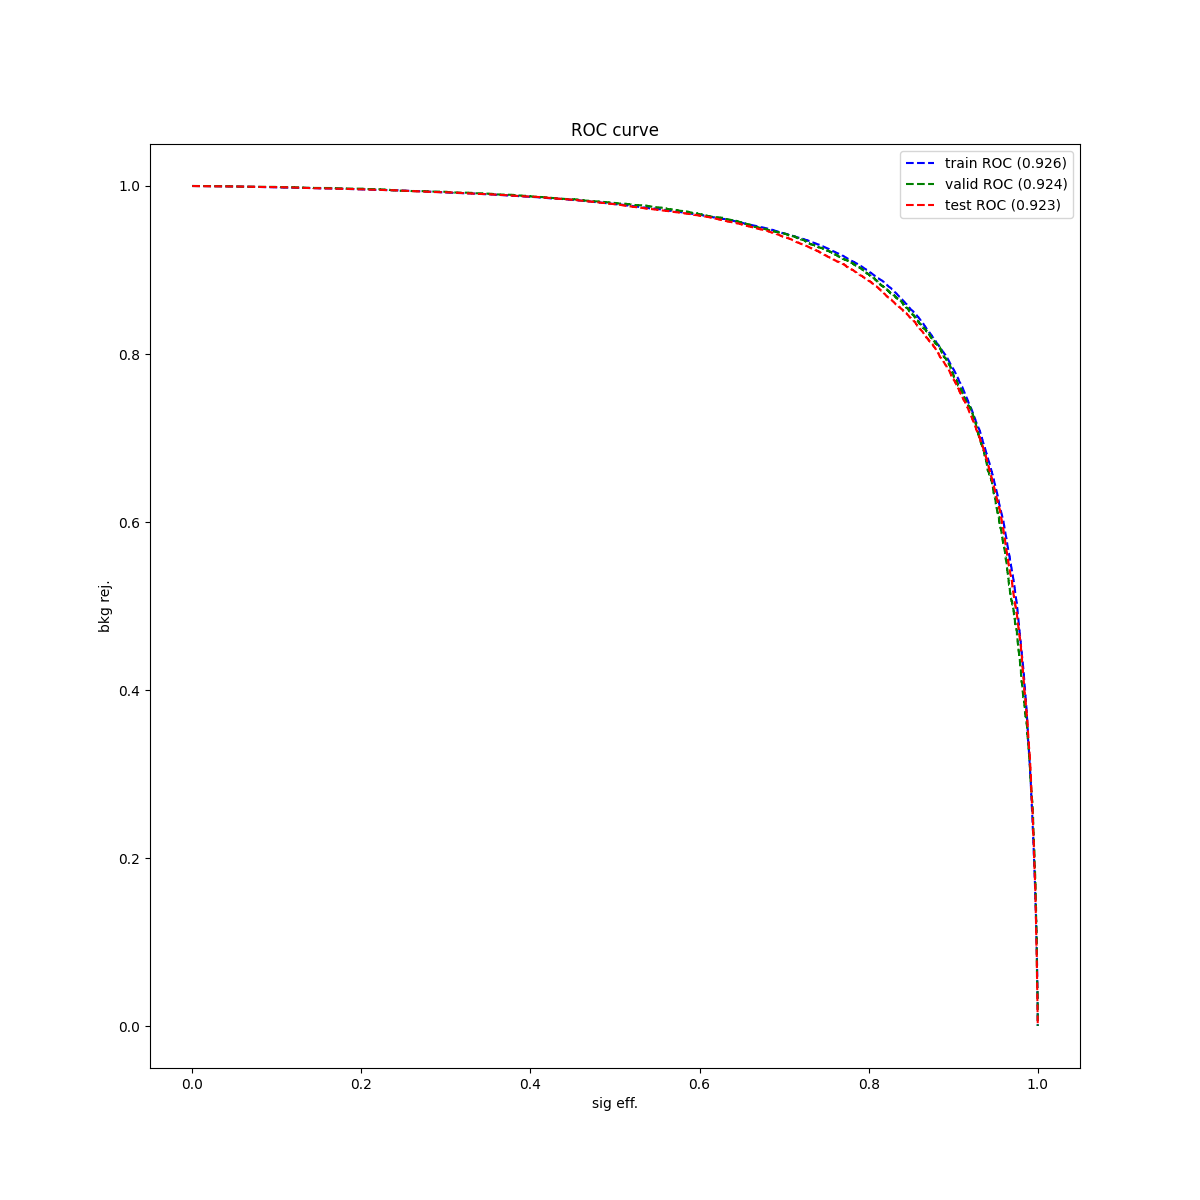 ROC curve
train ROC (0.926)
valid ROC (0.924)
test ROC (0.923)
1.0
0.8
0.6
0.4
0.2
0.0
bkg rej.
0.0 0.2 0.4 0.6 0.8 1.0
sig eff.